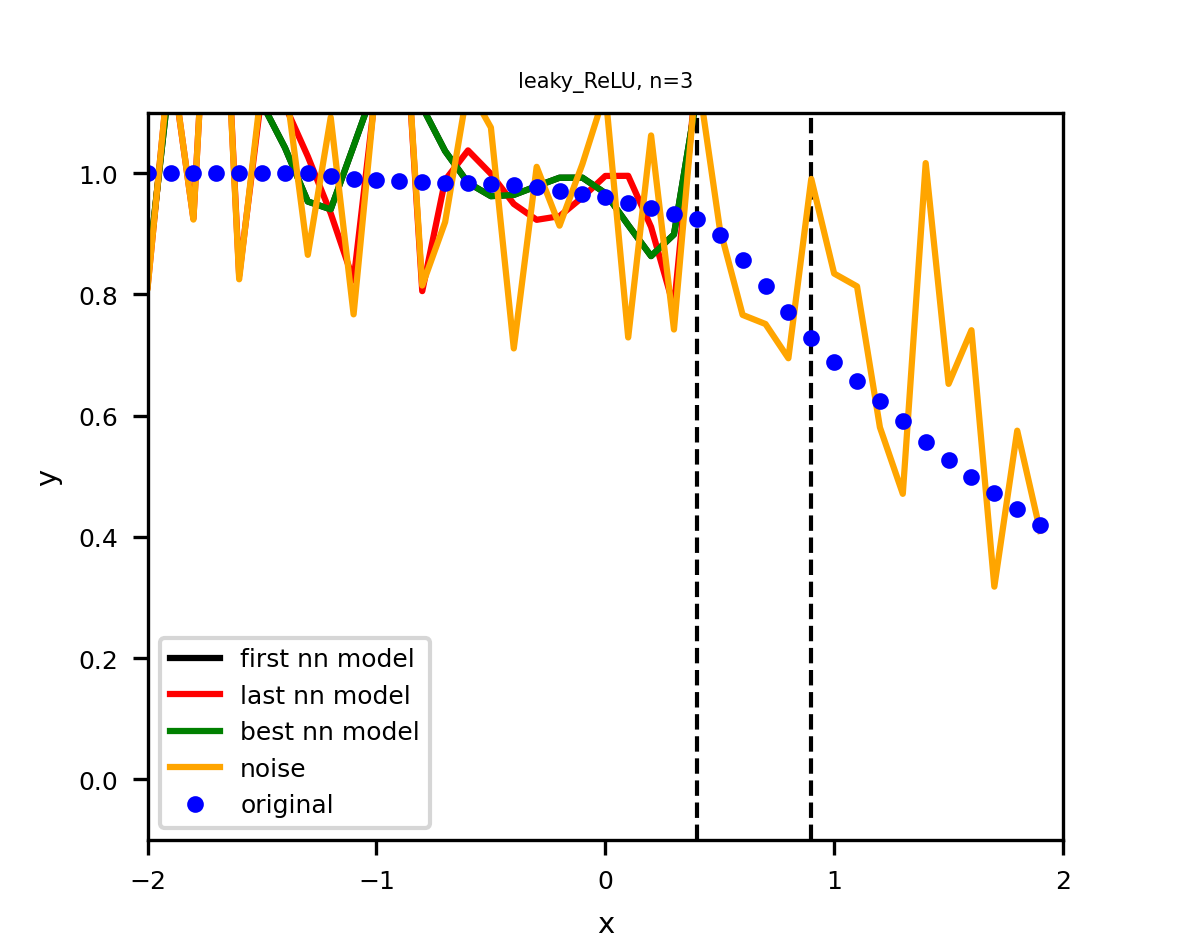 leaky_ReLU, n=3
1.0
0.8
0.6
0.4
0.2
0.0
y
first nn model
last nn model
best nn model
noise
original
−2
−1
0
1
2
x